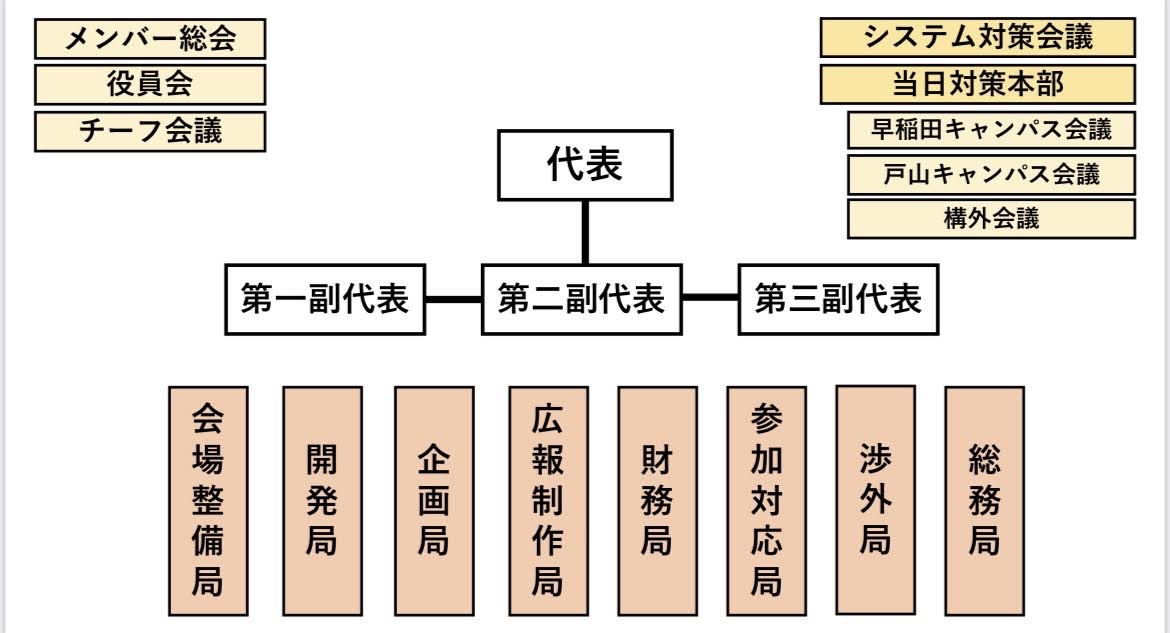 メンバー総会
役員会
チーフ会議
システム対策会議
当日対策本部
早稲田キャンパス会議
戸山キャンパス会議
構外会議
代表
第一副代表
第二副代表
第三副代表
会場整備局
開発局
企画局
広報制作局
財務局
参加対応局
渉外局
総務局